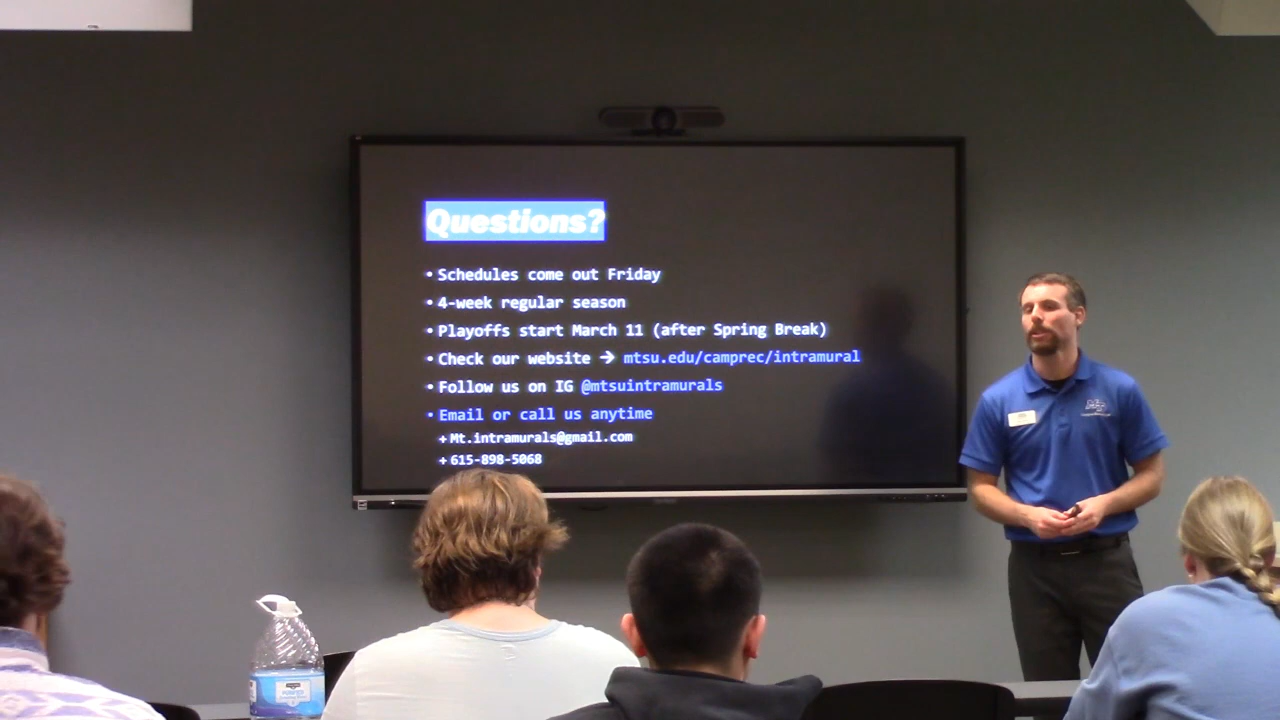 Questions?
• Schedules come out Friday
• 4-week regular season
• Playoffs start March 11 (after Spring Break)
• Check our website → mtsu.edu/camprec/intramural
• Follow us on IG @mtsuintramurals
• Email or call us anytime
+ Mt.intramurals@gmail.com
+ 615-898-5068